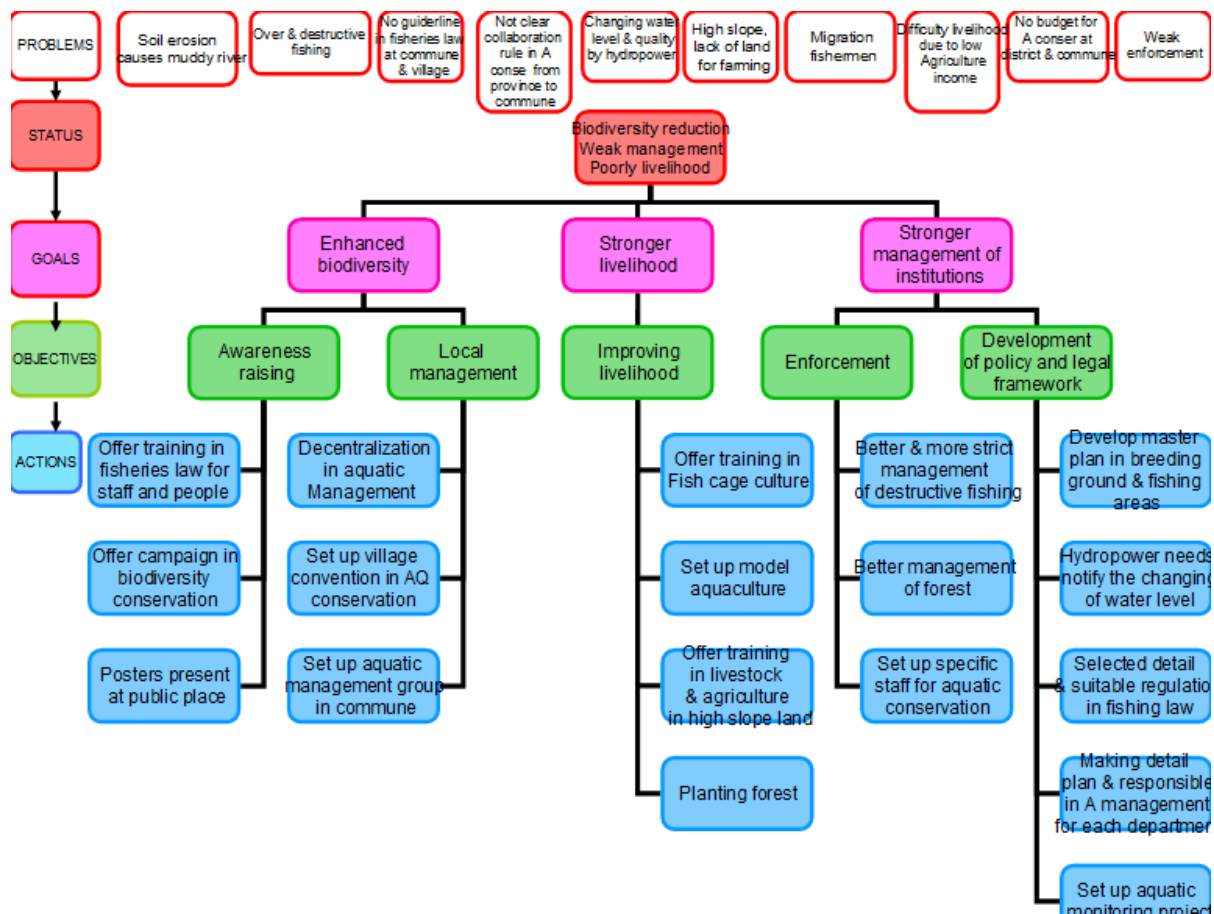 PROBLEMS
Soil erosion
causes muddy river
Over & destructive
fishing
No guiderline
in fisheries law
at commune
& village
Not clear
collaboration
rule in A
conse from
province to
commune
Changing water
level & quality
by hydropower
High slope,
lack of land
for farming
Migration
fishermen
Difficulty livelihood
due to low
Agriculture
income
No budget for
A conser at
district & commune
Weak
enforcement
STATUS
Biodiversity reduction
Weak management
Poorly livelihood
GOALS
Enhanced
biodiversity
Stronger
livelihood
Stronger
management of
institutions
OBJECTIVES
Awareness
raising
Local
management
Improving
livelihood
Enforcement
Development
of policy and legal
framework
ACTIONS
Offer training in
fisheries law for
staff and people
Decentralization
in aquatic
Management
Offer training in
Fish cage culture
Better & more strict
management
of destructive fishing
Develop master
plan in breeding
ground & fishing
areas
Offer campaign in
biodiversity
conservation
Set up village
convention in AQ
conservation
Set up model
aquaculture
Better management
of forest
Hydropower needs
notify the changing
of water level
Posters present
at public place
Set up aquatic
management group
in commune
Offer training
in livestock
& agriculture
in high slope land
Set up specific
staff for aquatic
conservation
Selected detail
& suitable regulation
in fishing law
Planting forest
Making detail
plan & responsible
in A management
for each department
Set up aquatic
monitoring project